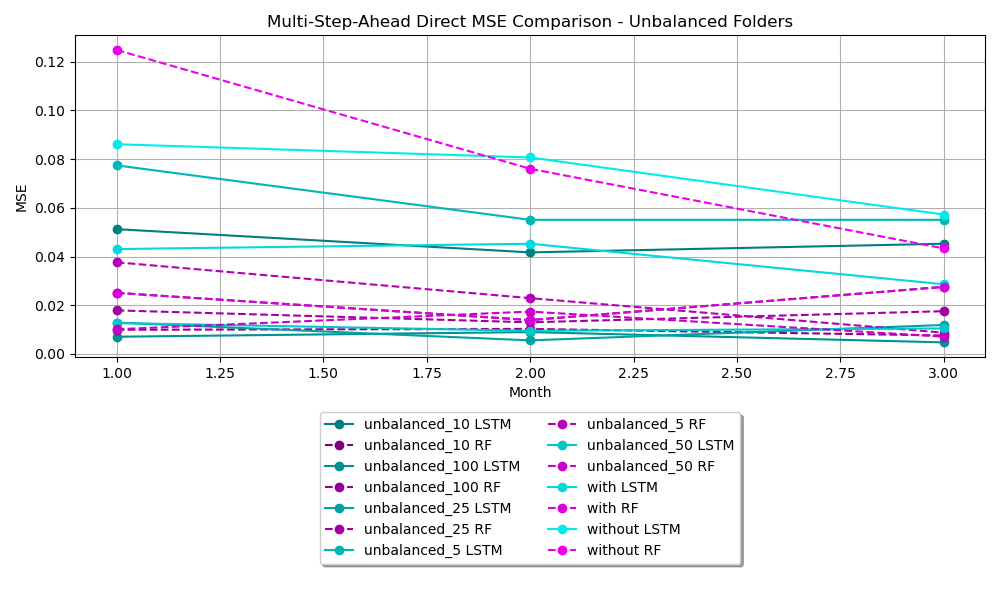 Multi-Step-Ahead Direct MSE Comparison - Unbalanced Folders
0.12
0.10
0.08
0.06
0.04
0.02
0.00
MSE
1.00 1.25 1.50 1.75 2.00 2.25 2.50 2.75 3.00
Month
unbalanced_10 LSTM
unbalanced_10 RF
unbalanced_100 LSTM
unbalanced_100 RF
unbalanced_25 LSTM
unbalanced_25 RF
unbalanced_5 LSTM
unbalanced_5 RF
unbalanced_50 LSTM
unbalanced_50 RF
with LSTM
with RF
without LSTM
without RF